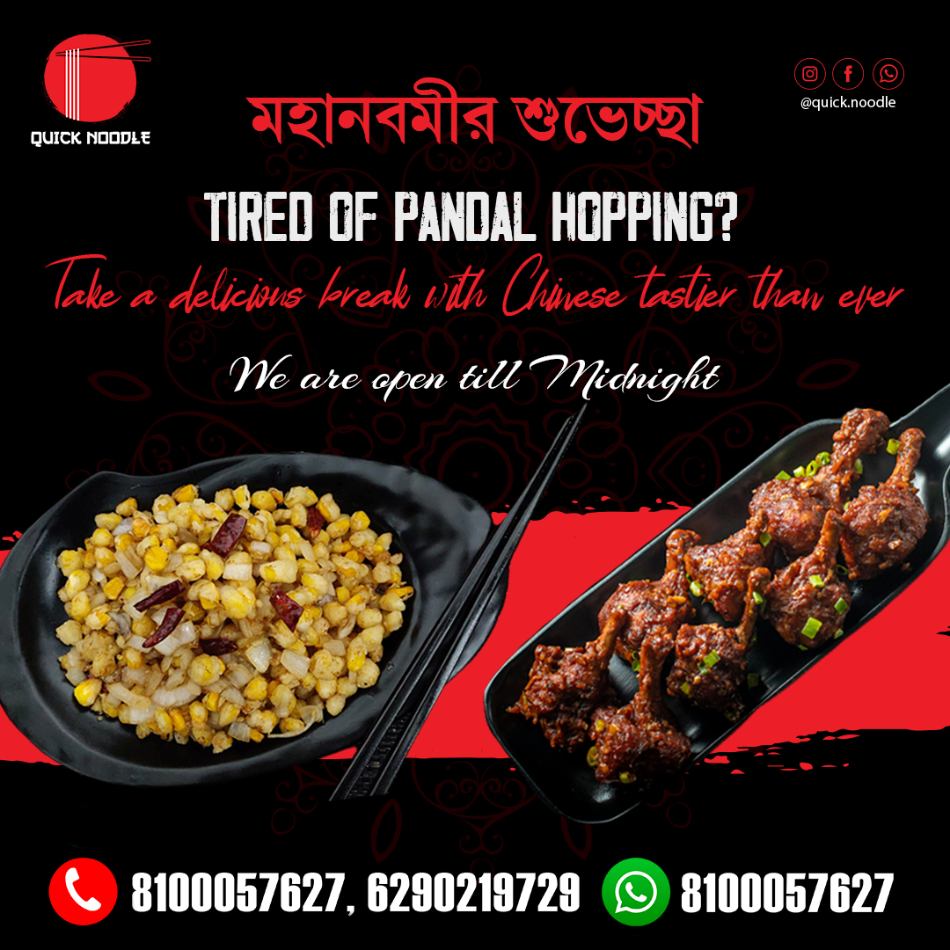 QUICK NOODLE
@quick.noodle
মহানবমীর শুভেচ্ছা
TIRED OF PANDAL HOPPING?
Take a delicious break with Chinese tastier than ever
We are open till Midnight
8100057627, 6290219729
8100057627